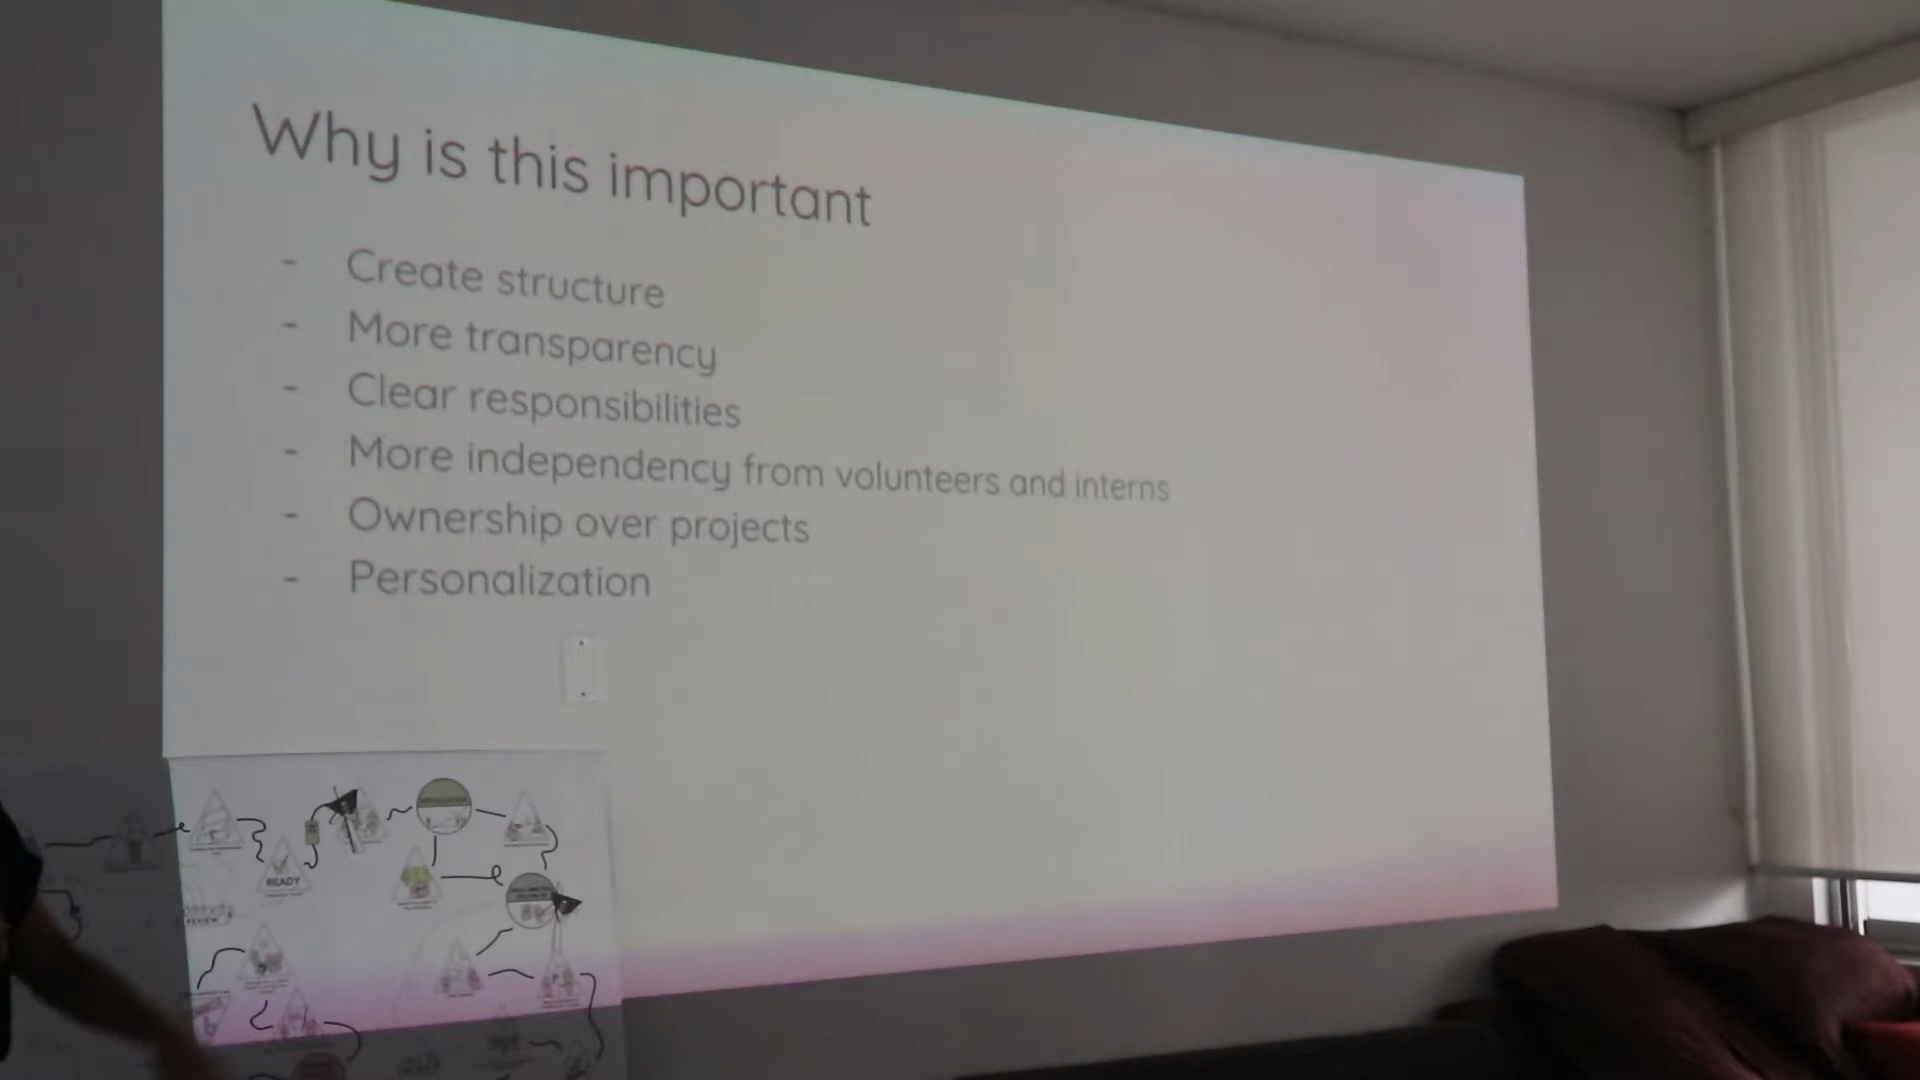 Why is this important
- Create structure
- More transparency
- Clear responsibilities
- More independency from volunteers and interns
- Ownership over projects
- Personalization
READY
REVIEW